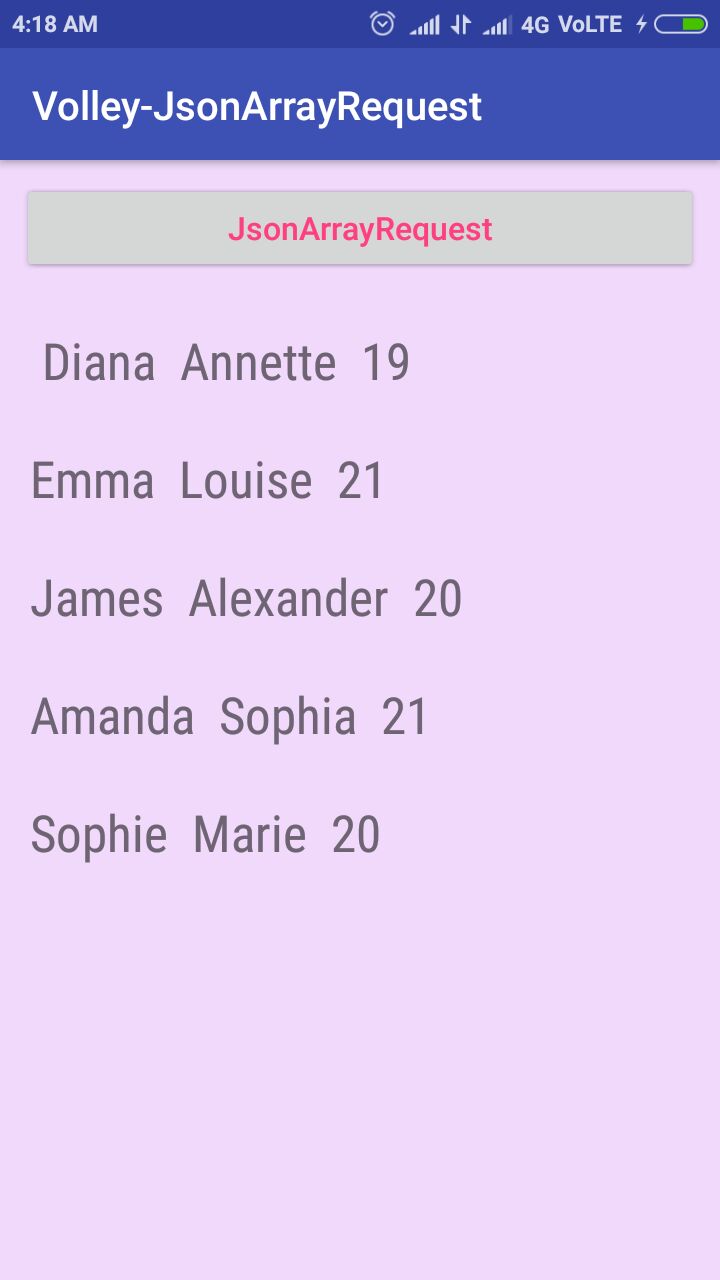 4:18 AM 4G VoLTE
Volley-JsonArrayRequest
JsonArrayRequest
Diana Annette 19
Emma Louise 21
James Alexander 20
Amanda Sophia 21
Sophie Marie 20